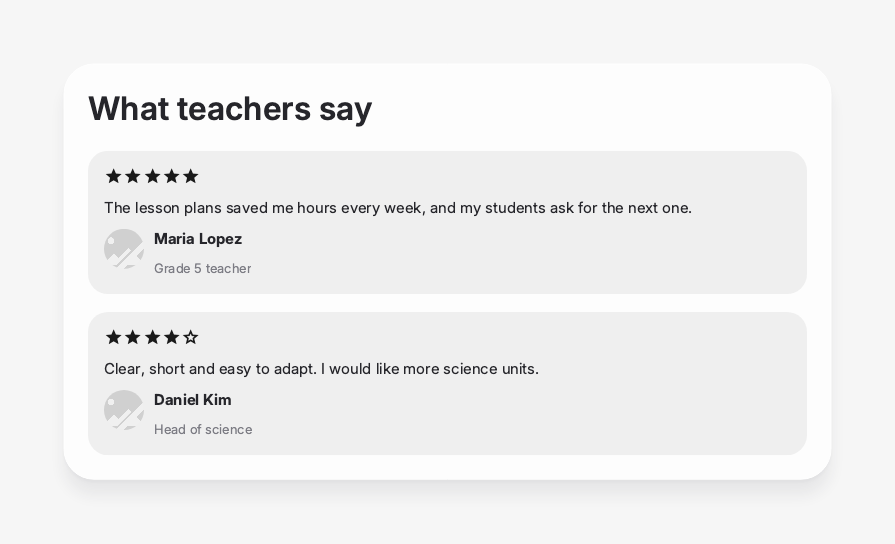 What teachers say
★★★★★
The lesson plans saved me hours every week, and my students ask for the next one.
Maria Lopez
Grade 5 teacher
★★★★☆
Clear, short and easy to adapt. I would like more science units.
Daniel Kim
Head of science